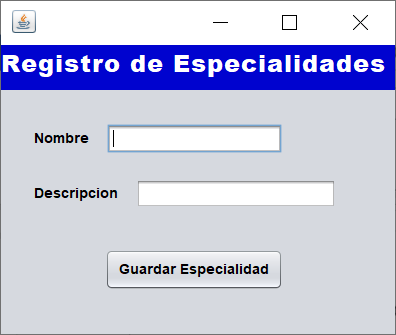 Registro de Especialidades
Nombre
Descripcion
Guardar Especialidad